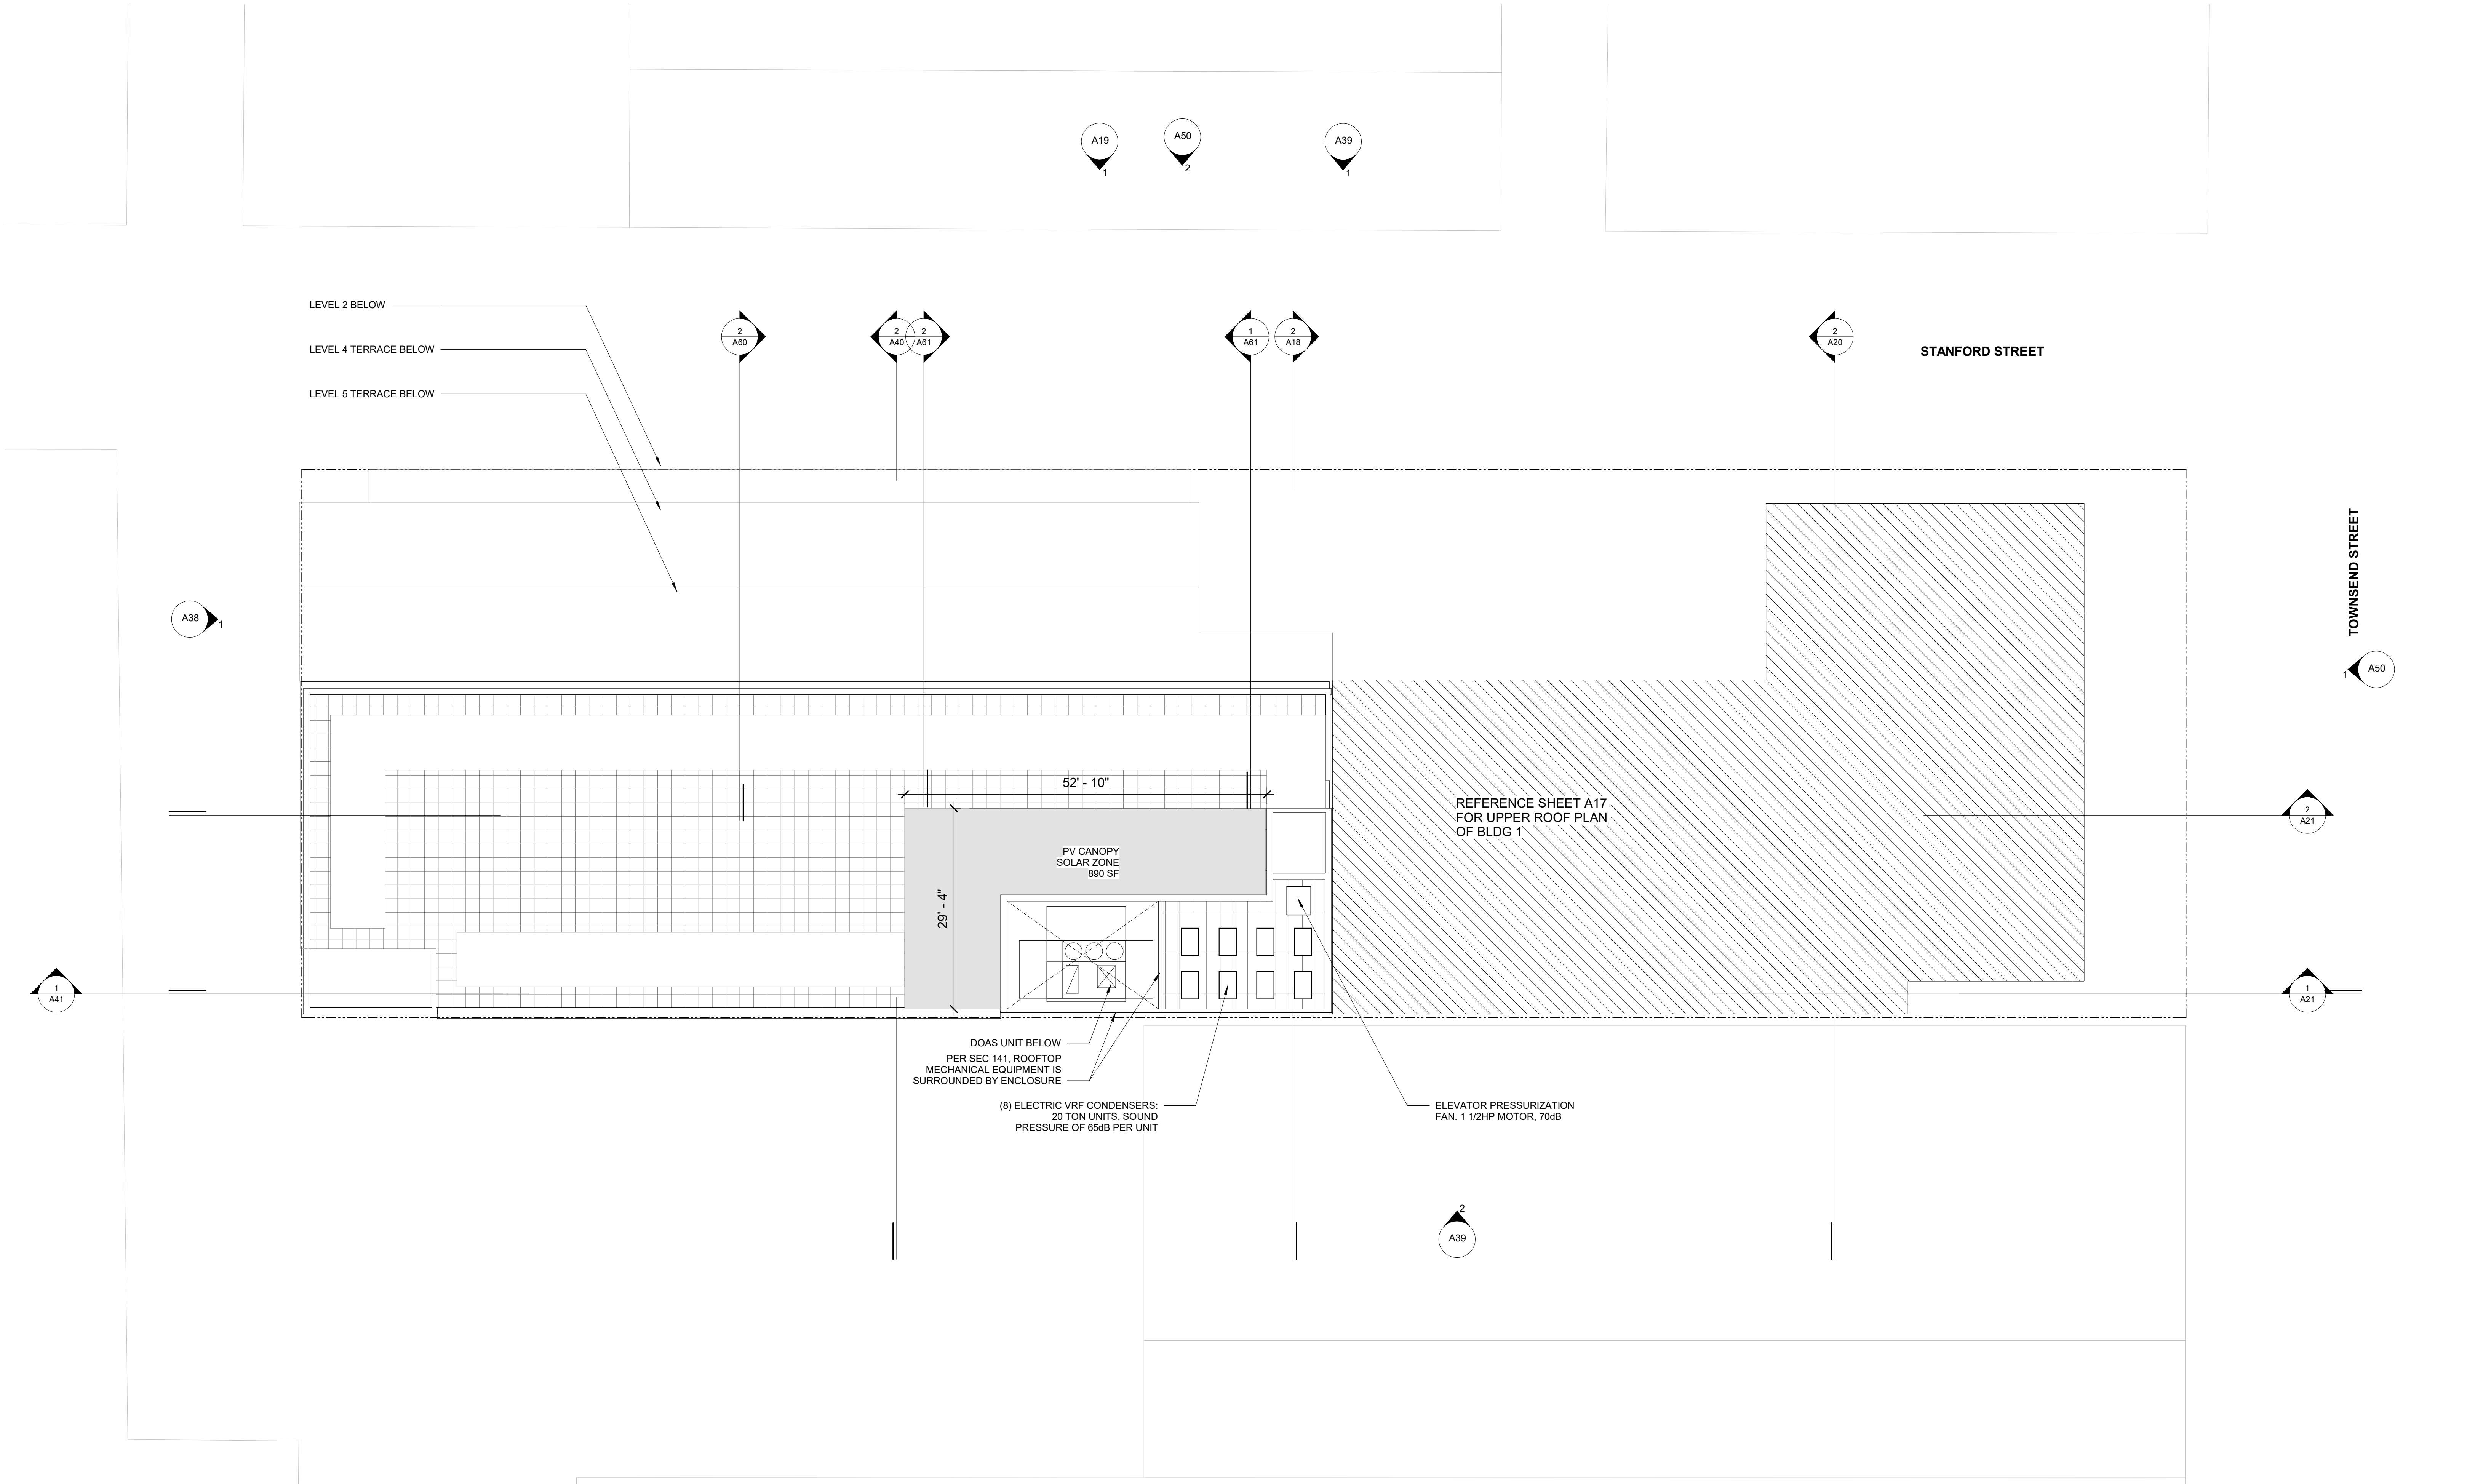 A19
1
A50
2
A39
1
LEVEL 2 BELOW
LEVEL 4 TERRACE BELOW
LEVEL 5 TERRACE BELOW
2
A60
2
A40
2
A61
1
A61
2
A18
2
A20
STANFORD STREET
TOWNSEND STREET
A38
1
A50
1
52' - 10"
29' - 4"
PV CANOPY
SOLAR ZONE
890 SF
REFERENCE SHEET A17
FOR UPPER ROOF PLAN
OF BLDG 1
2
A21
1
A41
1
A21
DOAS UNIT BELOW
PER SEC 141, ROOFTOP
MECHANICAL EQUIPMENT IS
SURROUNDED BY ENCLOSURE
(8) ELECTRIC VRF CONDENSERS:
20 TON UNITS, SOUND
PRESSURE OF 65dB PER UNIT
ELEVATOR PRESSURIZATION
FAN. 1 1/2HP MOTOR, 70dB
2
A39